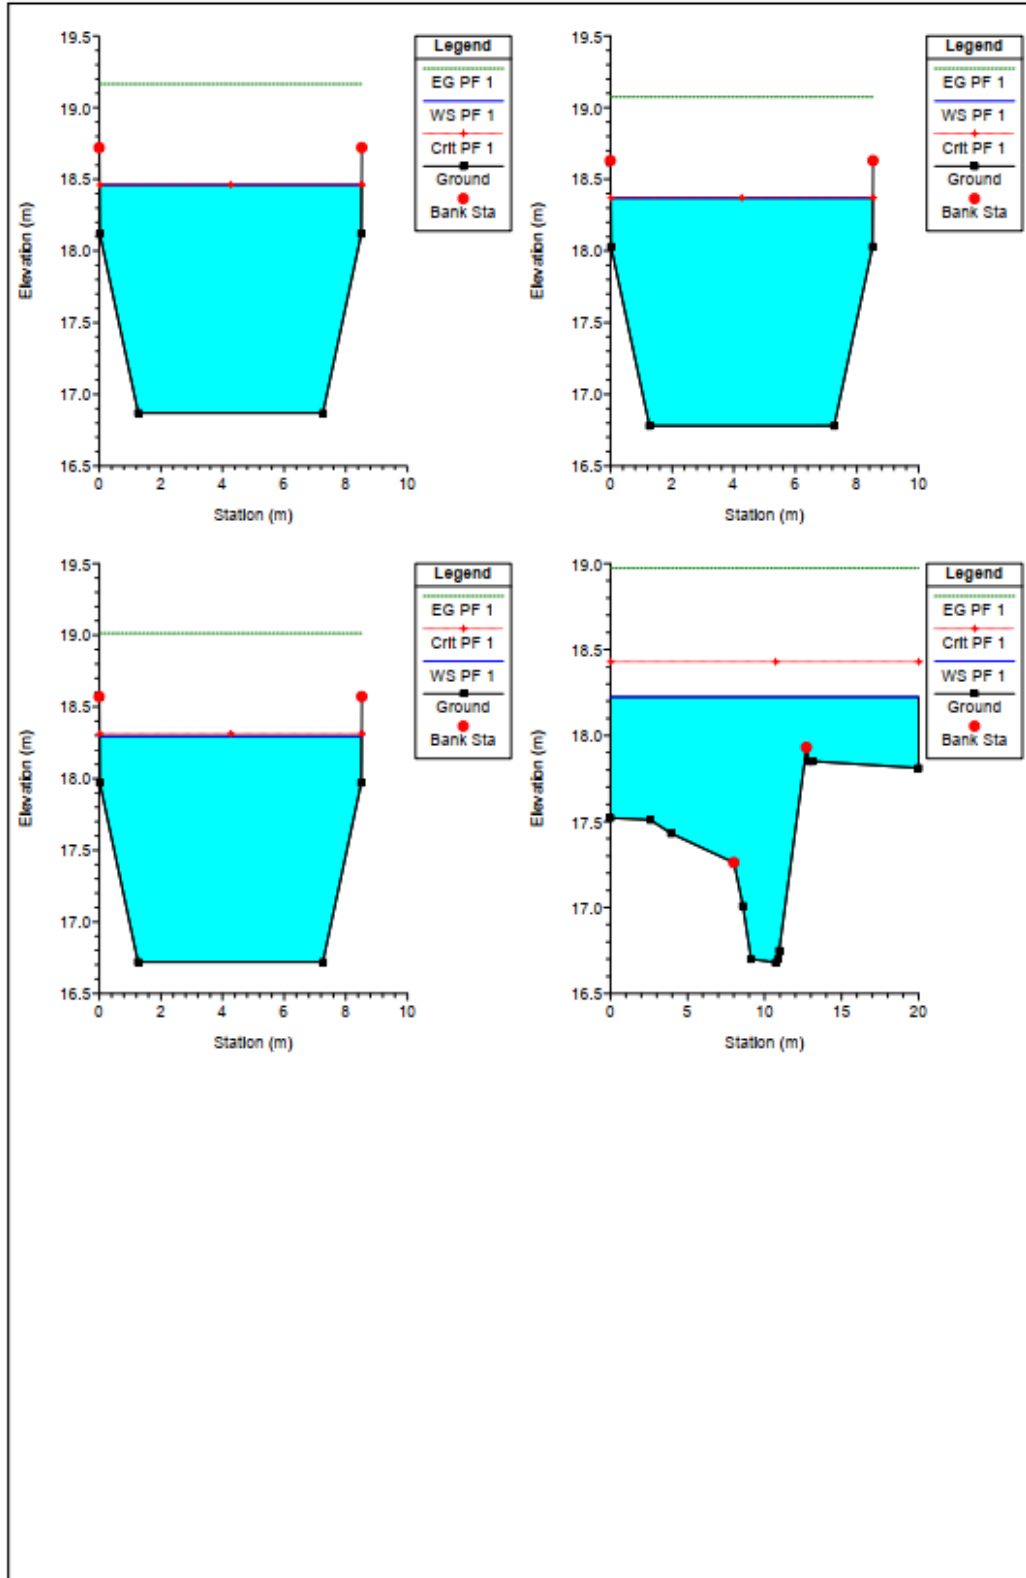 19.5
19.0
18.5
18.0
17.5
17.0
16.5
0
2
4
6
8
10
Elevation (m)
Station (m)
Legend
EG PF 1
WS PF 1
Crit PF 1
Ground
Bank Sta
19.5
19.0
18.5
18.0
17.5
17.0
16.5
0
2
4
6
8
10
Elevation (m)
Station (m)
Legend
EG PF 1
WS PF 1
Crit PF 1
Ground
Bank Sta
19.5
19.0
18.5
18.0
17.5
17.0
16.5
0
2
4
6
8
10
Elevation (m)
Station (m)
Legend
EG PF 1
Crit PF 1
WS PF 1
Ground
Bank Sta
19.0
18.5
18.0
17.5
17.0
16.5
0
5
10
15
20
Elevation (m)
Station (m)
Legend
EG PF 1
Crit PF 1
WS PF 1
Ground
Bank Sta